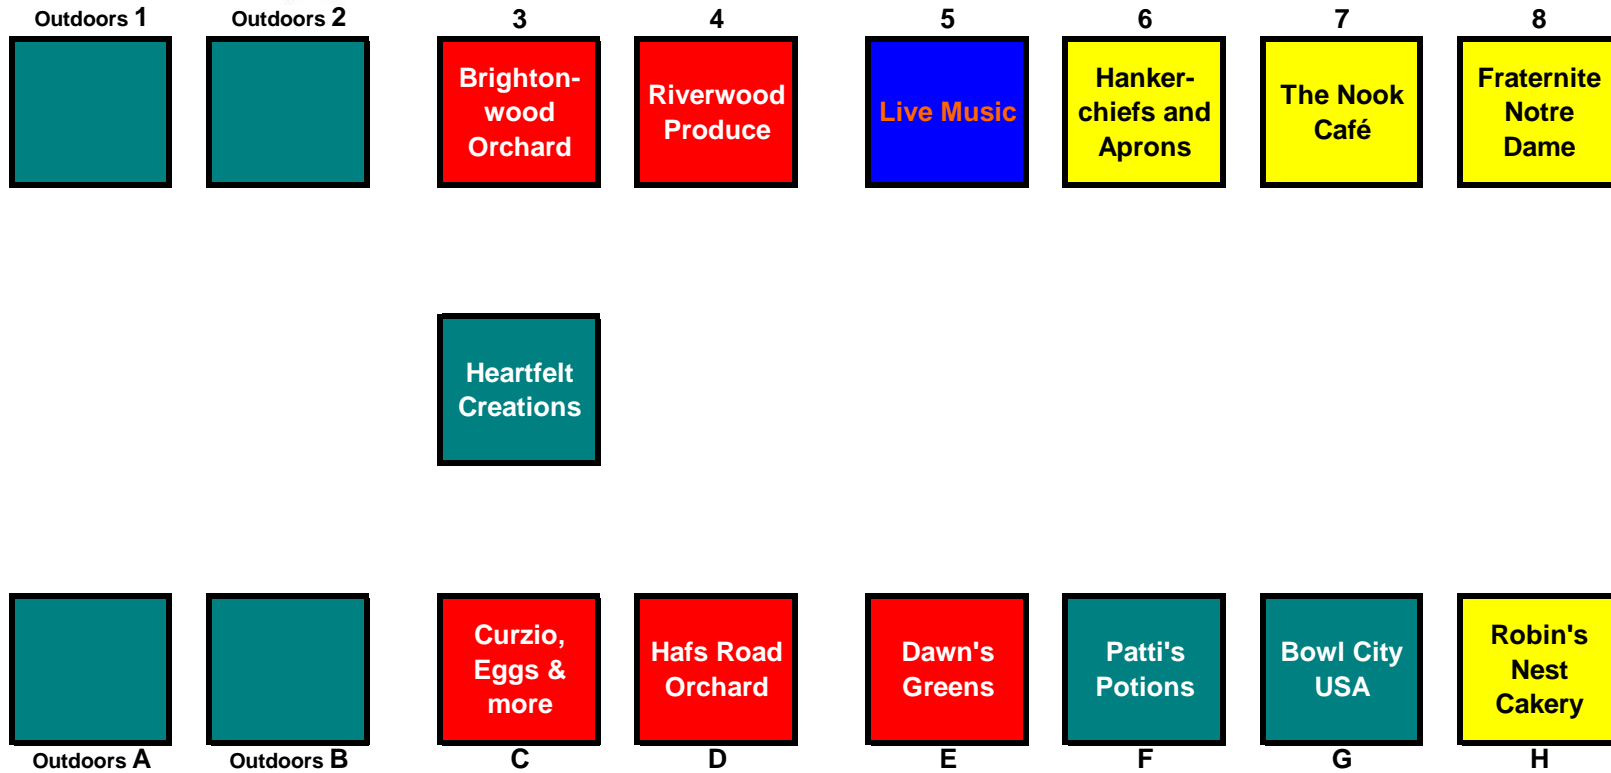 Outdoors 1
Outdoors 2
3
4
5
6
7
8
Brighton-
wood
Orchard
Riverwood
Produce
Live Music
Hanker-
chiefs and
Aprons
The Nook
Café
Fraternite
Notre
Dame
Heartfelt
Creations
Curzio,
Eggs &
more
Hafs Road
Orchard
Dawn's
Greens
Patti's
Potions
Bowl City
USA
Robin's
Nest
Cakery
Outdoors A
Outdoors B
C
D
E
F
G
H